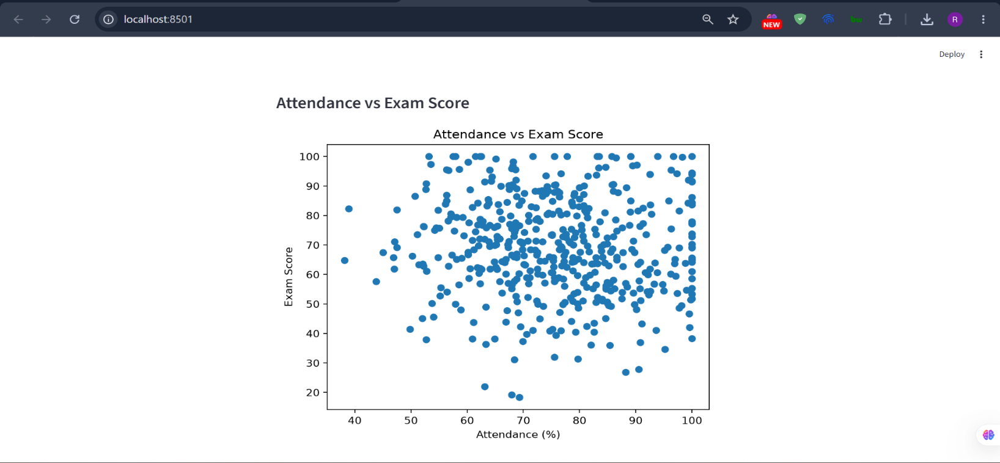 localhost:8501
NEW
bw
R
Deploy
Attendance vs Exam Score
Attendance vs Exam Score
100
90
80
70
60
50
40
30
20
Exam Score
40 50 60 70 80 90 100
Attendance (%)